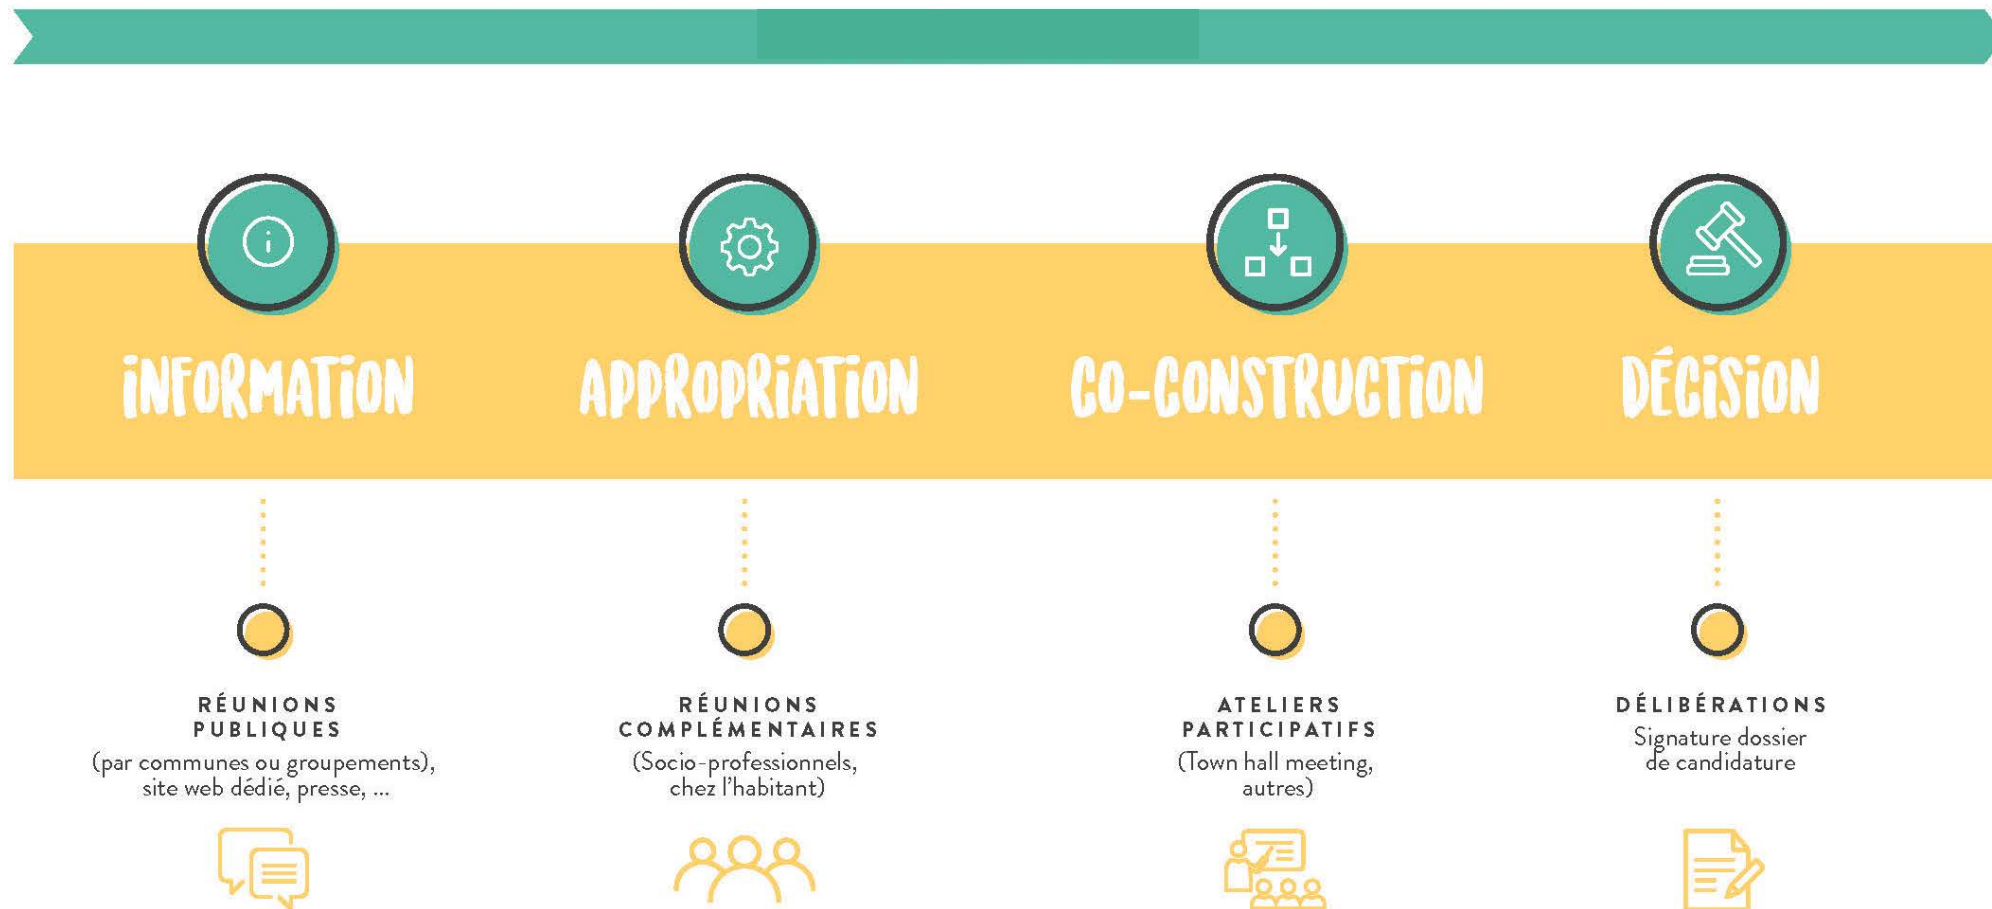 INFORMATION
APPROPRIATION
CO-CONSTRUCTION
DÉCISION
RÉUNIONS
PUBLIQUES
(par communes ou groupements),
site web dédié, presse, ...
RÉUNIONS
COMPLÉMENTAIRES
(Socio-professionnels,
chez l'habitant)
ATELIERS
PARTICIPATIFS
(Town hall meeting,
autres)
DÉLIBÉRATIONS
Signature dossier
de candidature